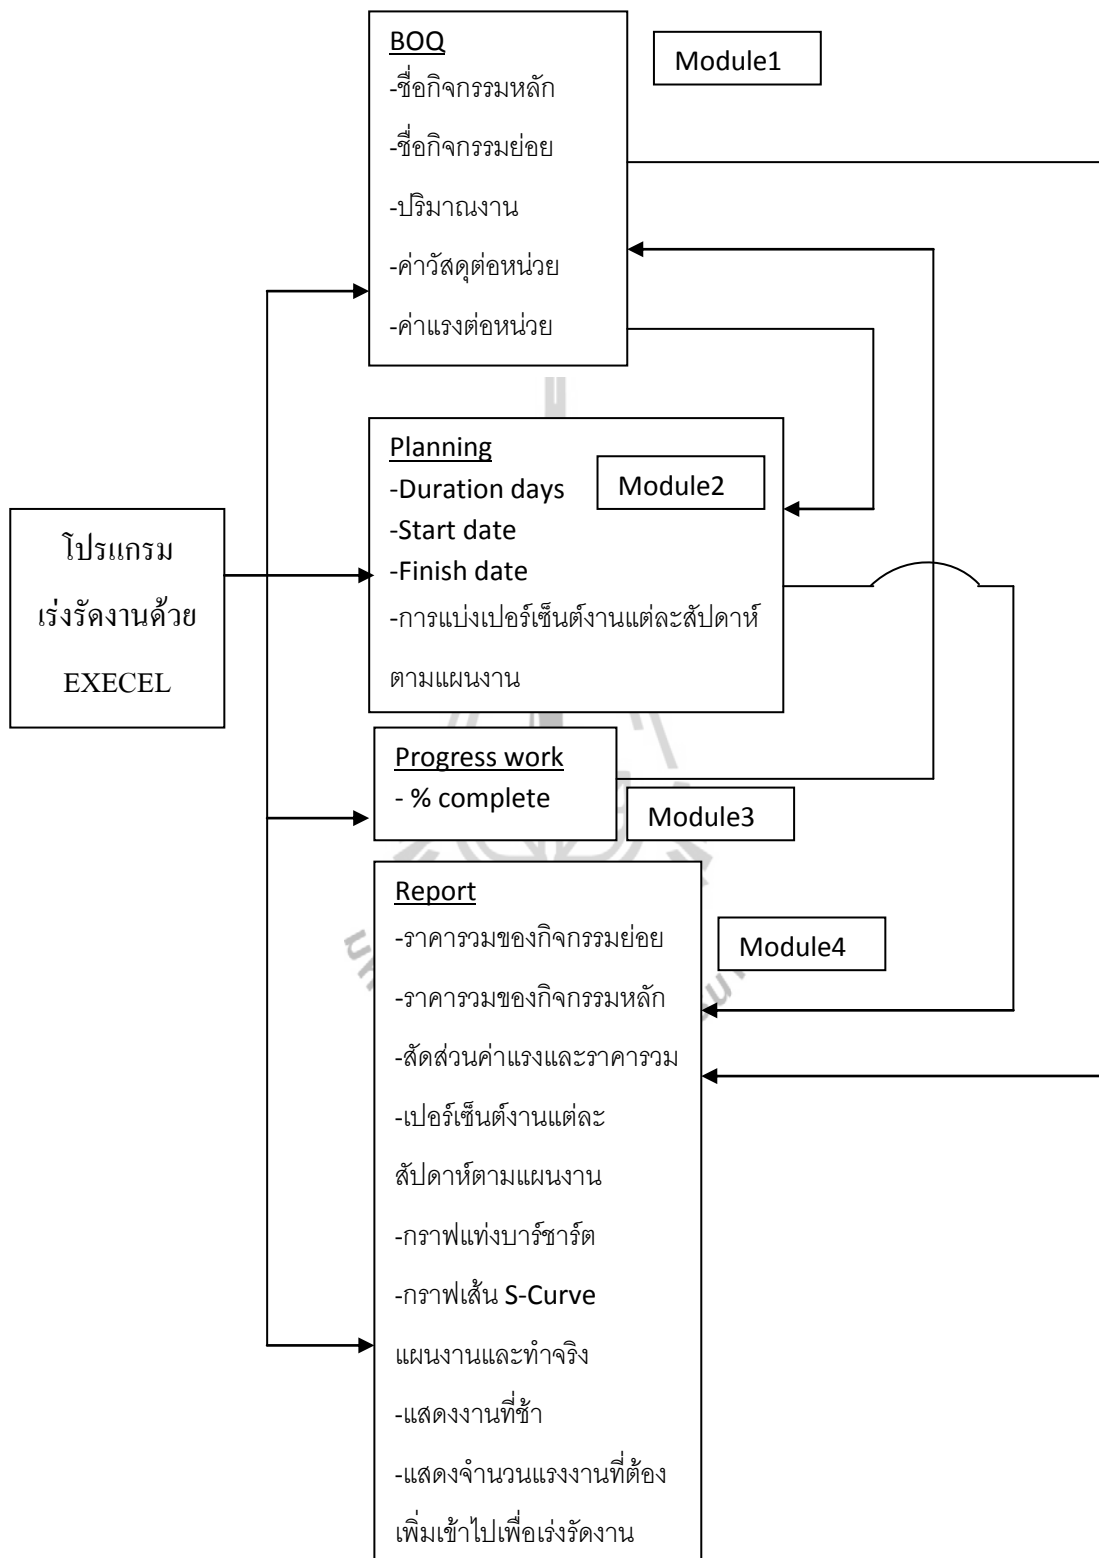 BOQ
-ชื่อกิจกรรมหลัก
-ชื่อกิจกรรมย่อย
-ปริมาณงาน
-ค่าวัสดุต่อหน่วย
-ค่าแรงต่อหน่วย
Module1
Planning
-Duration days
-Start date
-Finish date
-การแบ่งเปอร์เซ็นต์งานแต่ละสัปดาห์
ตามแผนงาน
Module2
โปรแกรม
เร่งรัดงานด้วย
EXECEL
Progress work
- % complete
Module3
Report
-ราคารวมของกิจกรรมย่อย
-ราคารวมของกิจกรรมหลัก
-สัดส่วนค่าแรงและราคารวม
-เปอร์เซ็นต์งานแต่ละ
สัปดาห์ตามแผนงาน
-กราฟแท่งบาร์ชาร์ต
-กราฟเส้น S-Curve
แผนงานและทำจริง
-แสดงงานที่ช้า
-แสดงจำนวนแรงงานที่ต้อง
เพิ่มเข้าไปเพื่อเร่งรัดงาน
Module4